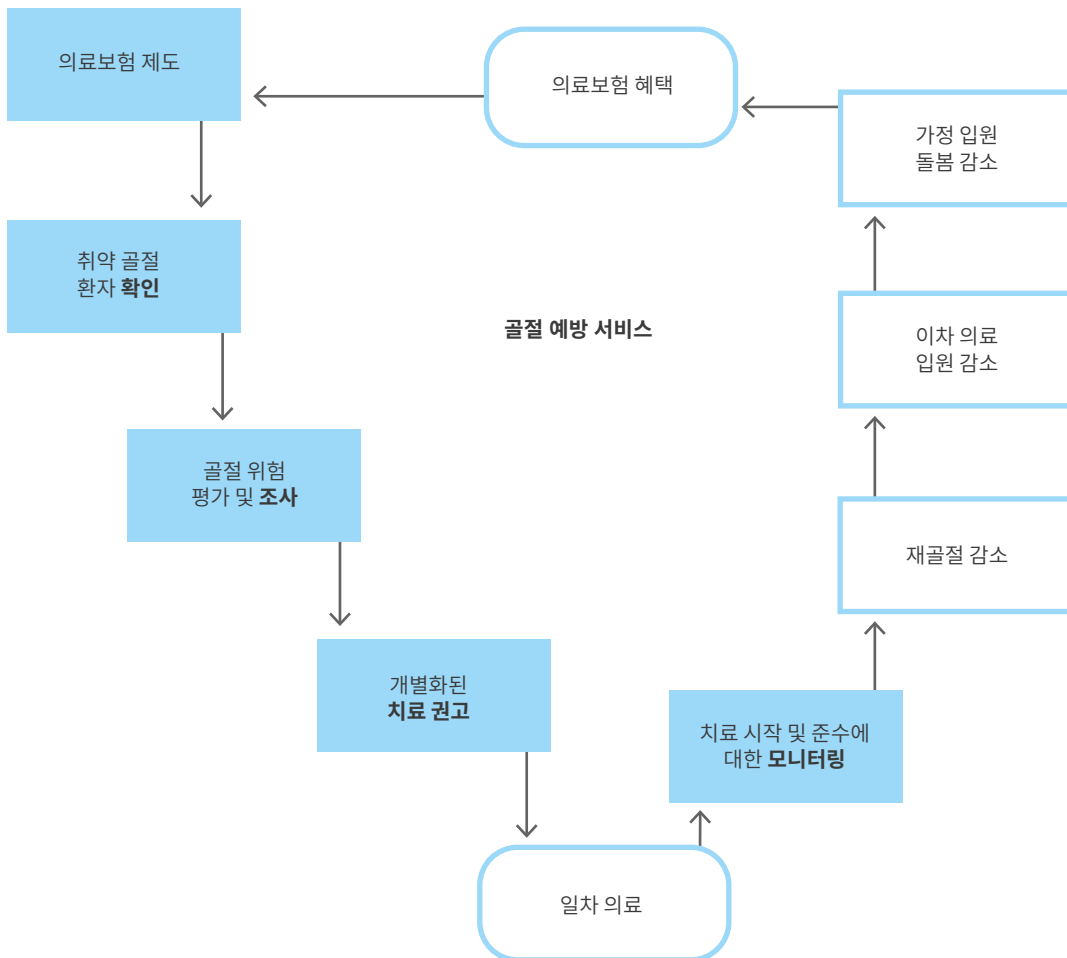 의료보험 제도
의료보험 혜택
가정 입원
돌봄 감소
취약 골절
환자 확인
골절 예방 서비스
이차 의료
입원 감소
골절 위험
평가 및 조사
재골절 감소
개별화된
치료 권고
치료 시작 및 준수에
대한 모니터링
일차 의료